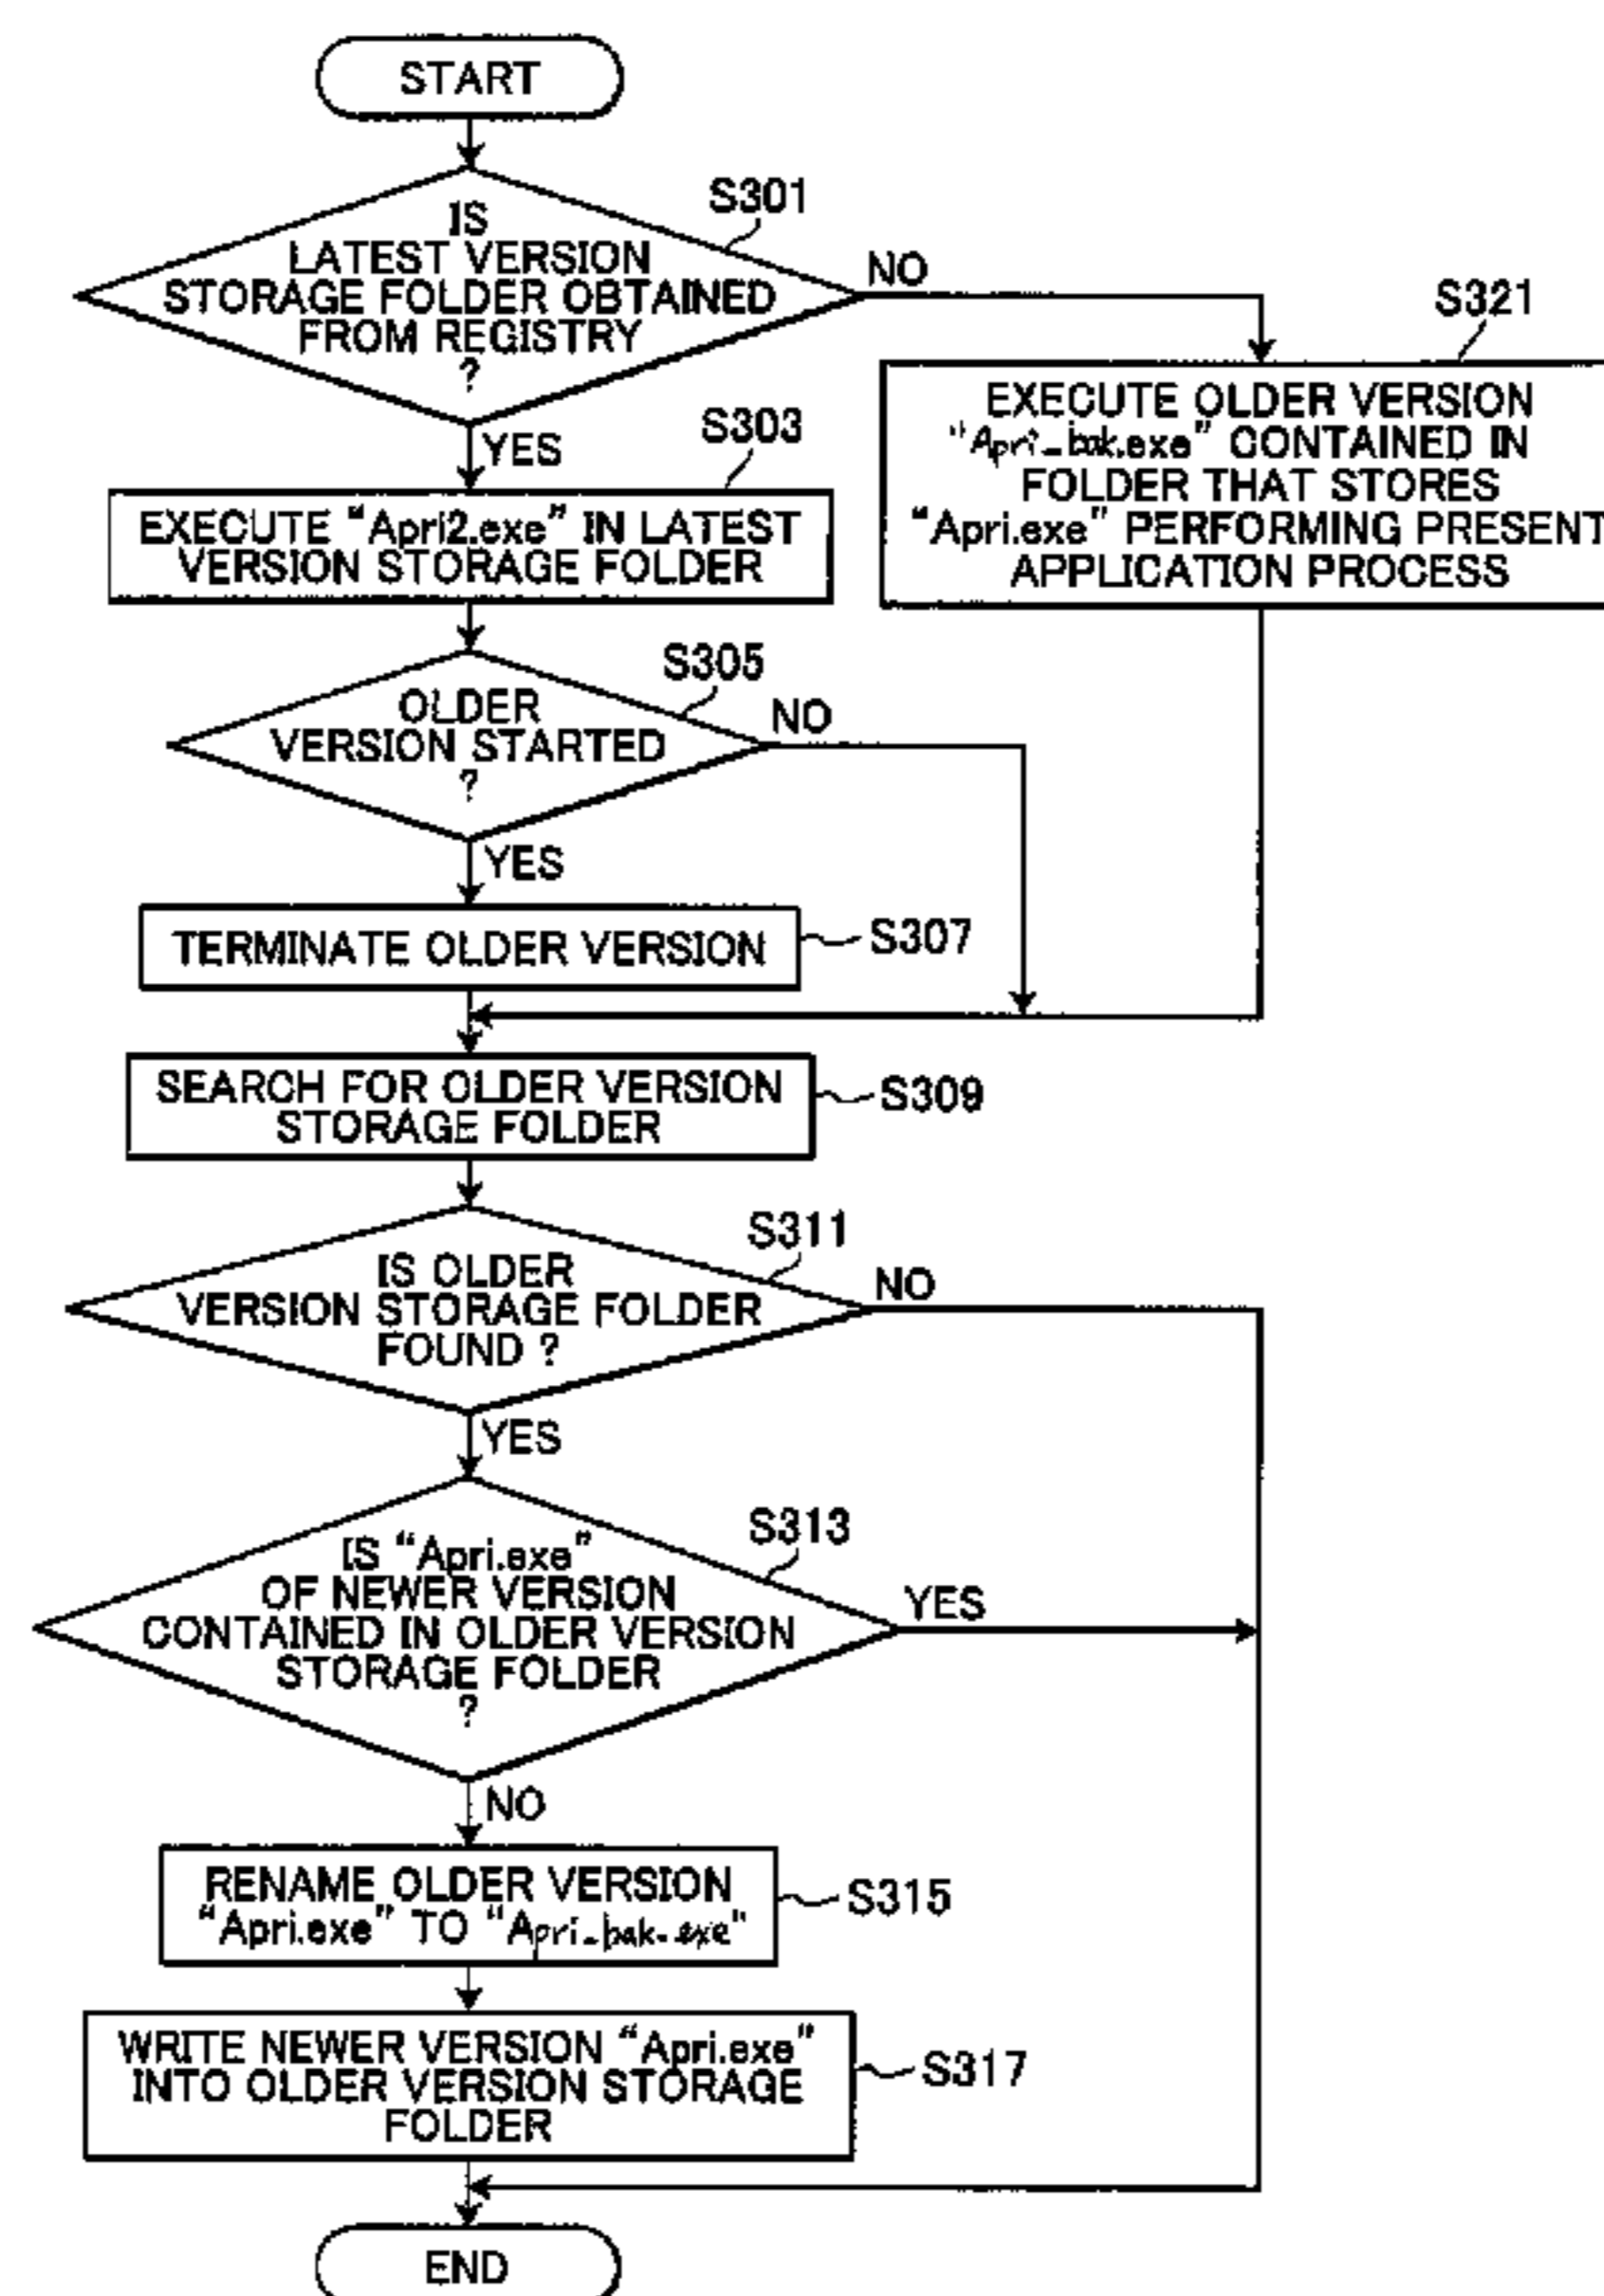 START
S301
IS
LATEST VERSION
STORAGE FOLDER OBTAINED
FROM REGISTRY
?
NO
YES
S321
EXECUTE OLDER VERSION
"Apri_bak.exe" CONTAINED IN
FOLDER THAT STORES
"Apri.exe" PERFORMING PRESENT
APPLICATION PROCESS
S303
EXECUTE "Apri2.exe" IN LATEST
VERSION STORAGE FOLDER
S305
OLDER
VERSION STARTED
?
NO
YES
TERMINATE OLDER VERSION
S307
SEARCH FOR OLDER VERSION
STORAGE FOLDER
S309
S311
IS OLDER
VERSION STORAGE FOLDER
FOUND ?
NO
YES
S313
IS "Apri.exe"
OF NEWER VERSION
CONTAINED IN OLDER VERSION
STORAGE FOLDER
?
YES
NO
RENAME OLDER VERSION
"Apri.exe" TO "Apri_bak.exe"
S315
WRITE NEWER VERSION "Apri.exe"
INTO OLDER VERSION STORAGE
FOLDER
S317
END